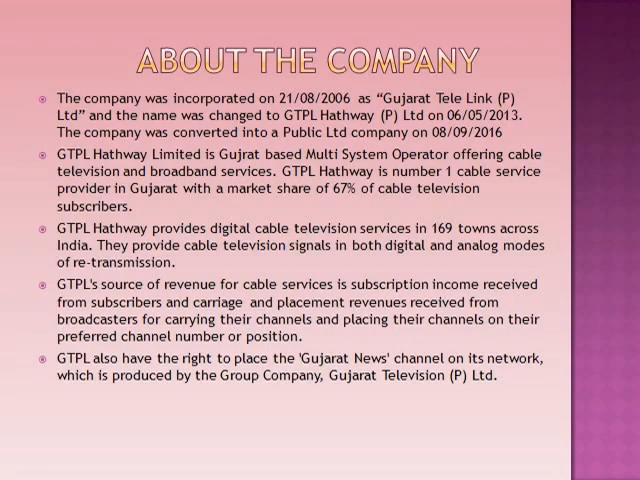 ABOUT THE COMPANY
The company was incorporated on 21/08/2006 as “Gujarat Tele Link (P)
Ltd” and the name was changed to GTPL Hathway (P) Ltd on 06/05/2013.
The company was converted into a Public Ltd company on 08/09/2016
GTPL Hathway Limited is Gujrat based Multi System Operator offering cable
television and broadband services. GTPL Hathway is number 1 cable service
provider in Gujarat with a market share of 67% of cable television
subscribers.
GTPL Hathway provides digital cable television services in 169 towns across
India. They provide cable television signals in both digital and analog modes
of re-transmission.
GTPL's source of revenue for cable services is subscription income received
from subscribers and carriage and placement revenues received from
broadcasters for carrying their channels and placing their channels on their
preferred channel number or position.
GTPL also have the right to place the 'Gujarat News' channel on its network,
which is produced by the Group Company, Gujarat Television (P) Ltd.